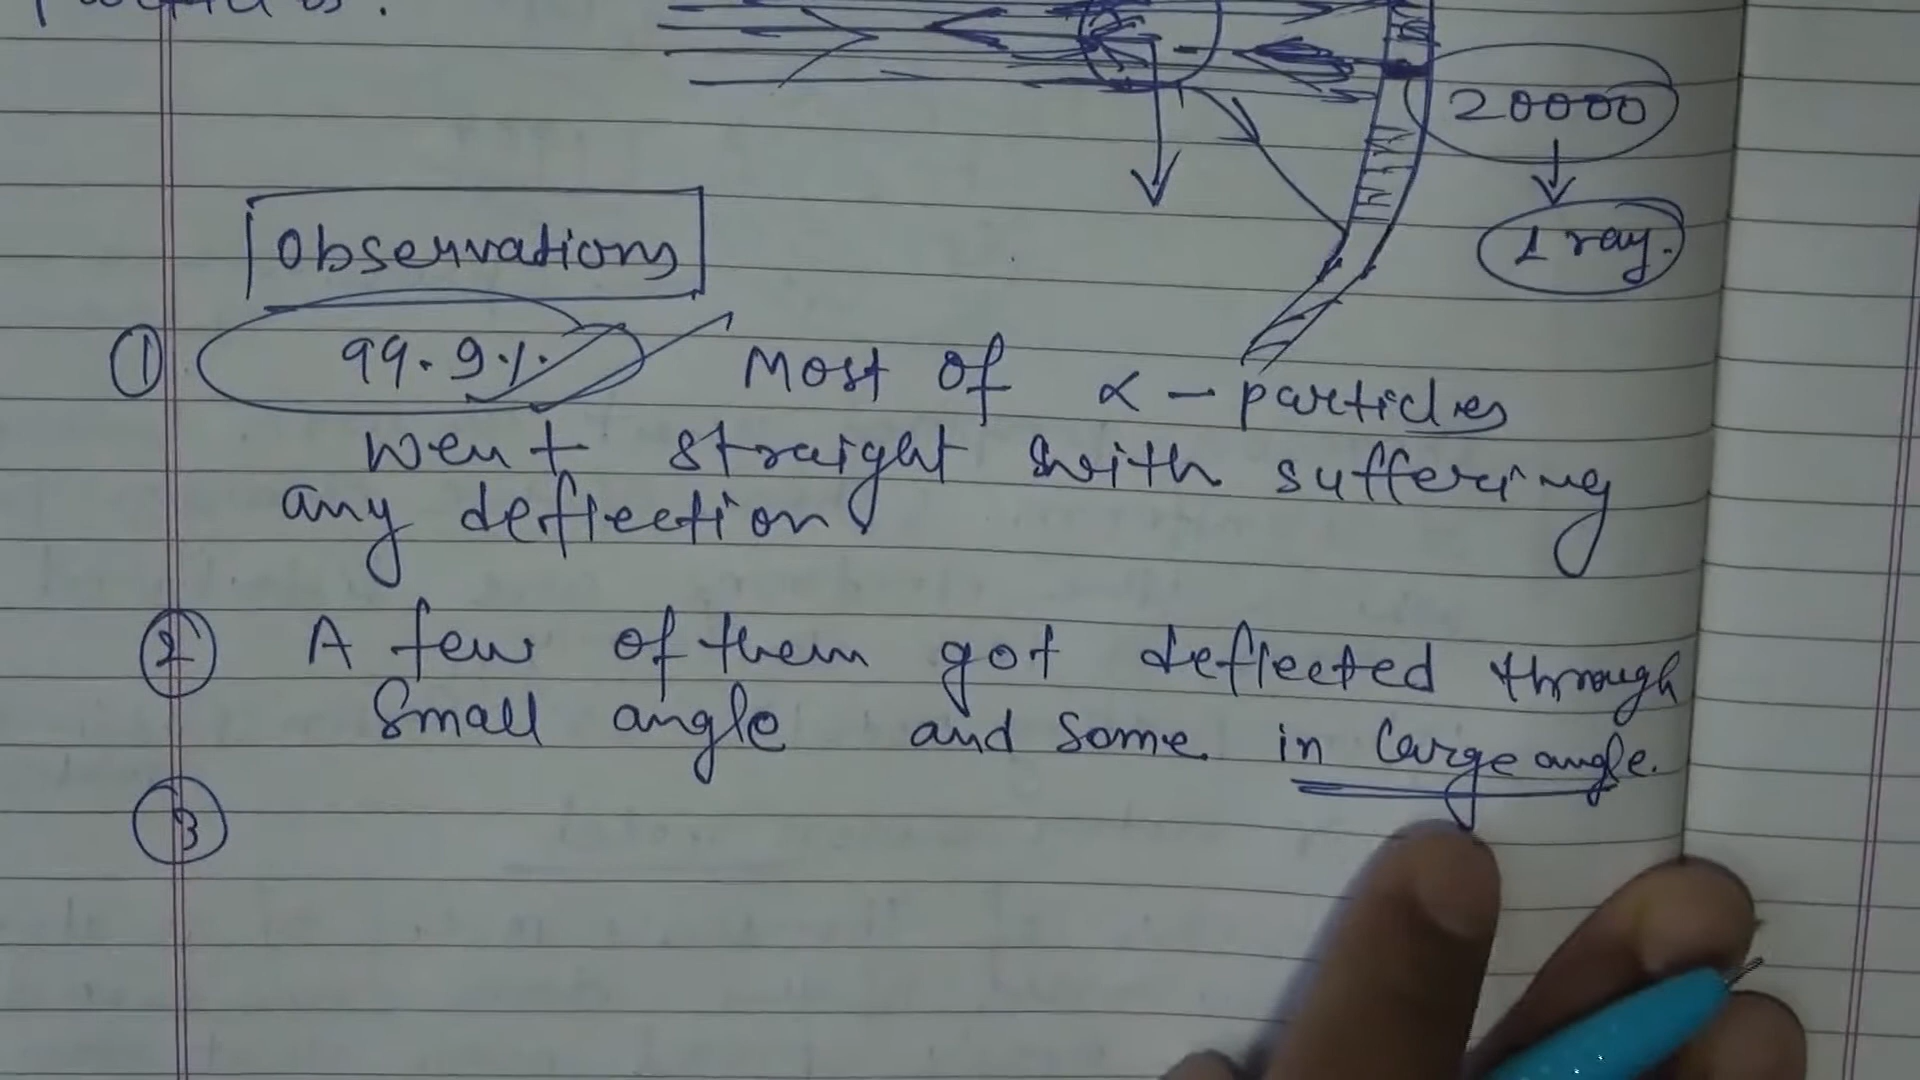 20000
1 ray.
Observations
① 99.9% Most of α - particles
went straight with suffering
any deflection
② A few of them got deflected through
Small angle and some in large angle.
③